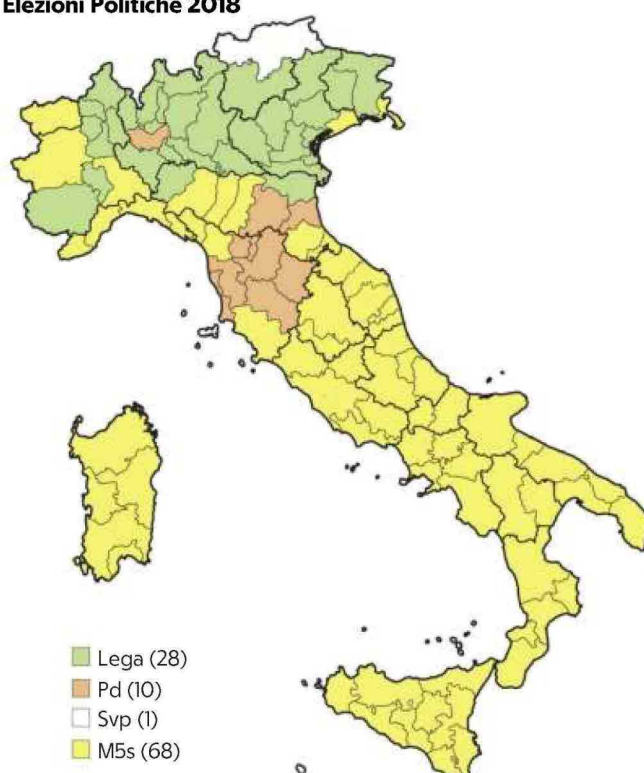 Elezioni Politiche 2018
Lega (28)
Pd (10)
Svp (1)
M5s (68)